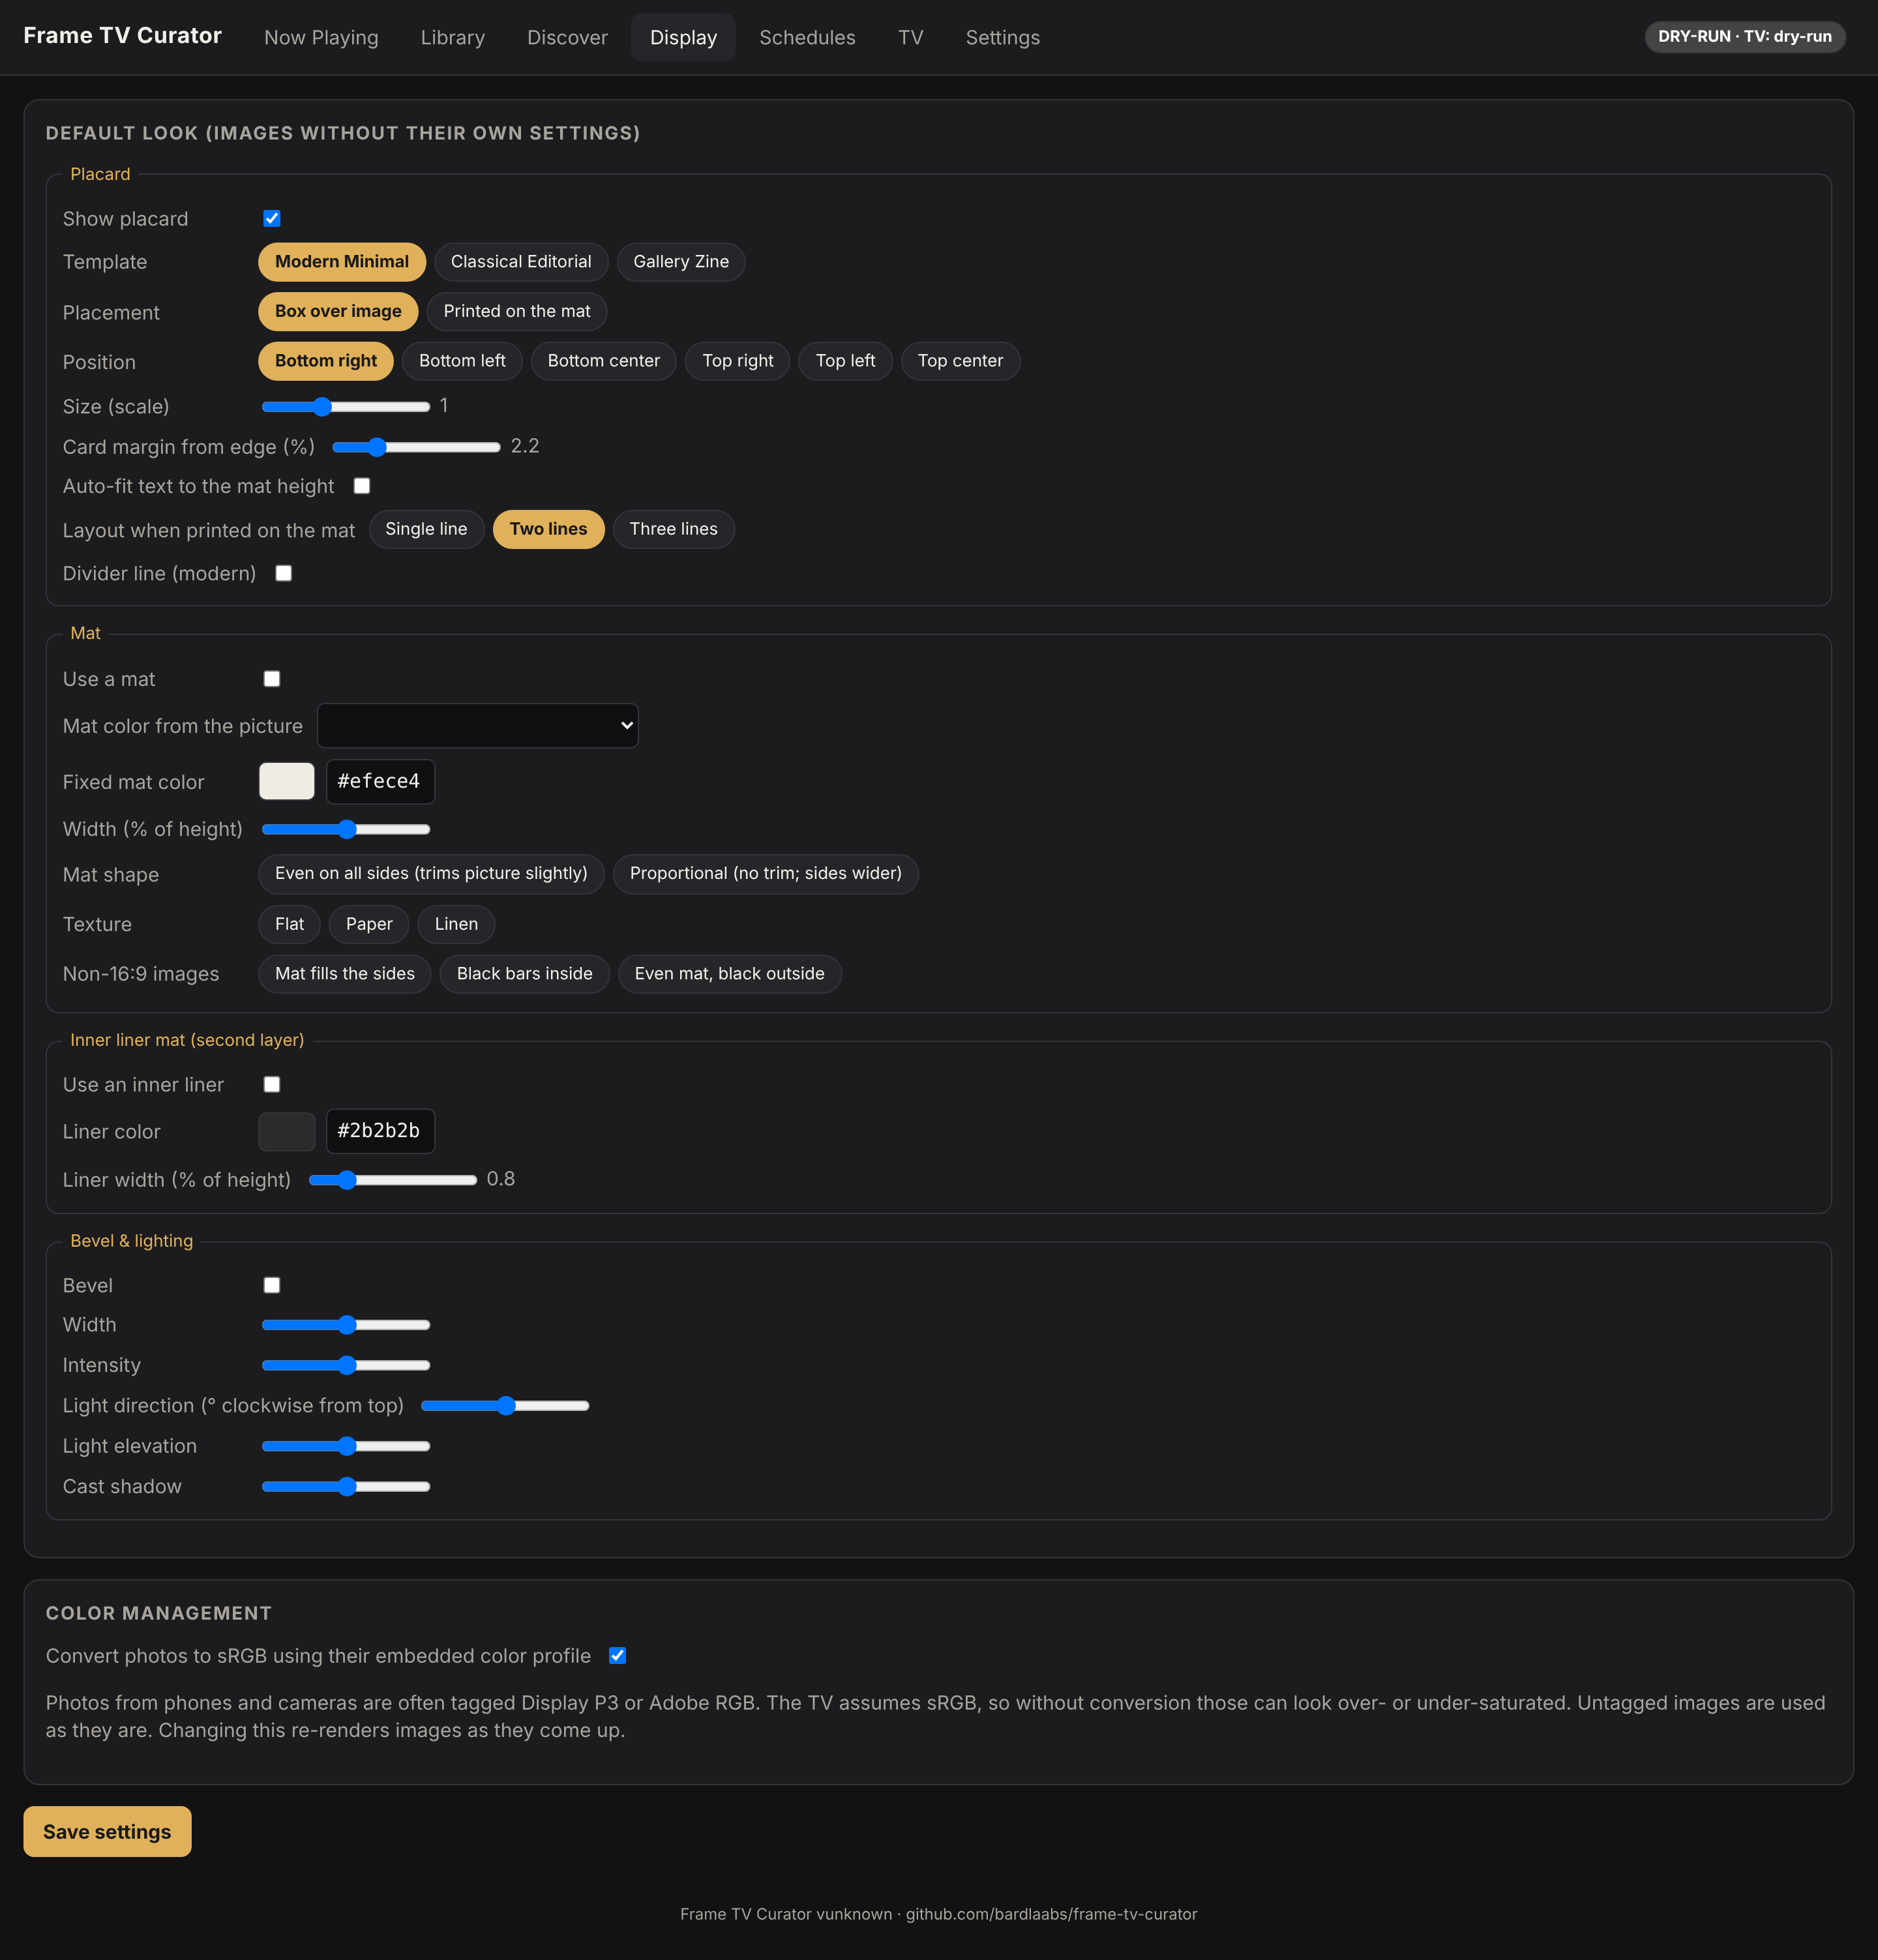 Frame TV Curator Now Playing Library Discover Display Schedules TV Settings DRY-RUN · TV: dry-run
DEFAULT LOOK (IMAGES WITHOUT THEIR OWN SETTINGS)
Placard
Show placard
Template Modern Minimal Classical Editorial Gallery Zine
Placement Box over image Printed on the mat
Position Bottom right Bottom left Bottom center Top right Top left Top center
Size (scale) 1
Card margin from edge (%) 2.2
Auto-fit text to the mat height
Layout when printed on the mat Single line Two lines Three lines
Divider line (modern)
Mat
Use a mat
Mat color from the picture
Fixed mat color #efece4
Width (% of height)
Mat shape Even on all sides (trims picture slightly) Proportional (no trim; sides wider)
Texture Flat Paper Linen
Non-16:9 images Mat fills the sides Black bars inside Even mat, black outside
Inner liner mat (second layer)
Use an inner liner
Liner color #2b2b2b
Liner width (% of height) 0.8
Bevel & lighting
Bevel
Width
Intensity
Light direction (° clockwise from top)
Light elevation
Cast shadow
COLOR MANAGEMENT
Convert photos to sRGB using their embedded color profile
Photos from phones and cameras are often tagged Display P3 or Adobe RGB. The TV assumes sRGB, so without conversion those can look over- or under-saturated. Untagged images are used
as they are. Changing this re-renders images as they come up.
Save settings
Frame TV Curator vunknown · github.com/bardlaabs/frame-tv-curator